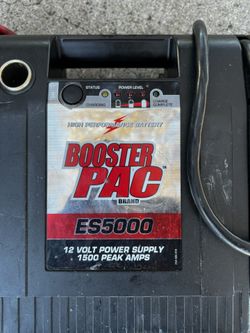 STATUS
POWER LEVEL
CHARGING
CHARGE
COMPLETE
HIGH PERFORMANCE BATTERY
BOOSTER
PAC
BRAND
ES5000
12 VOLT POWER SUPPLY
1500 PEAK AMPS